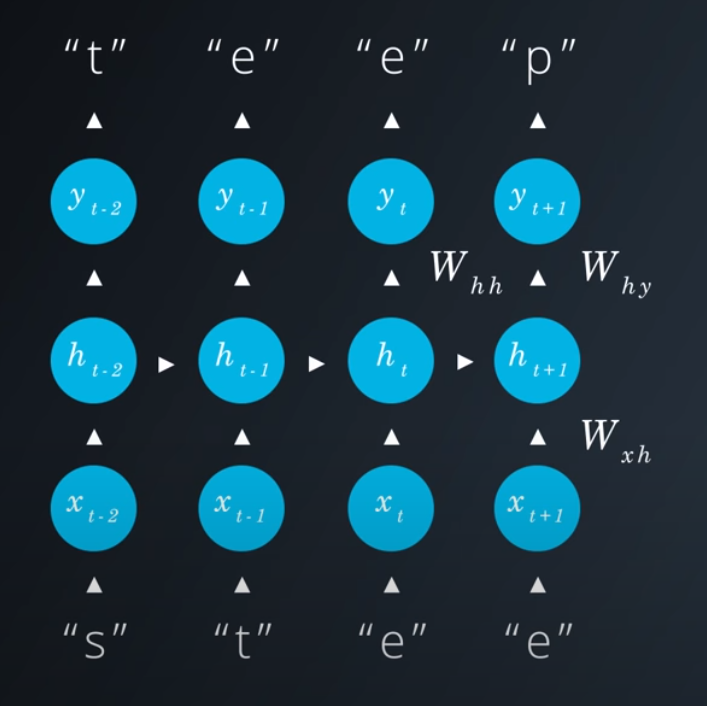 “t” “e” “e” “p”
y t-2 y t-1 y t y t+1
W hh W hy
h t-2 h t-1 h t h t+1
W xh
x t-2 x t-1 x t x t+1
“s” “t” “e” “e”